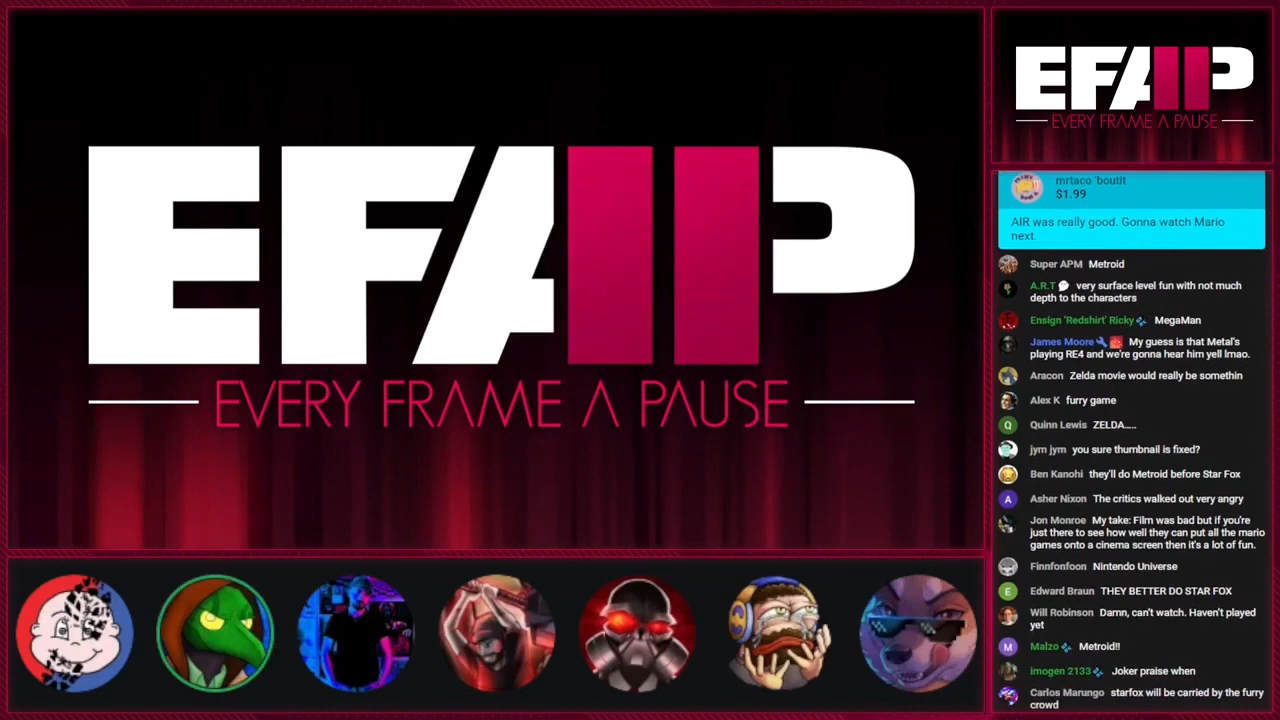 EFAP
EVERY FRAME A PAUSE
EFAP
EVERY FRAME A PAUSE
mrtaco 'boutit
$1.99
AIR was really good. Gonna watch Mario
next.
Super APM Metroid
A.R.T very surface level fun with not much
depth to the characters
Ensign 'Redshirt' Ricky MegaMan
James Moore My guess is that Metal's
playing RE4 and we're gonna hear him yell lmao.
Aracon Zelda movie would really be somethin
Alex K furry game
Q
Quinn Lewis ZELDA.....
jym jym you sure thumbnail is fixed?
Ben Kanohi they'll do Metroid before Star Fox
A
Asher Nixon The critics walked out very angry
Jon Monroe My take: Film was bad but if you're
just there to see how well they can put all the mario
games onto a cinema screen then it's a lot of fun.
Finnfonfoon Nintendo Universe
E
Edward Braun THEY BETTER DO STAR FOX
Will Robinson Damn, can't watch. Haven't played
yet
M
Malzo Metroid!!
imogen 2133 Joker praise when
Carlos Marungo starfox will be carried by the furry
crowd